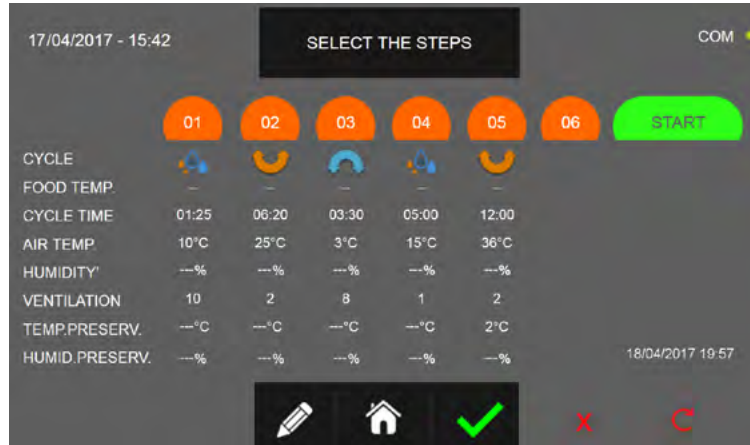 17/04/2017 - 15:42 SELECT THE STEPS COM
01 02 03 04 05 06 START
CYCLE
FOOD TEMP. -- -- -- -- --
CYCLE TIME 01:25 06:20 03:30 05:00 12:00
AIR TEMP. 10°C 25°C 3°C 15°C 36°C
HUMIDITY' ---% ---% ---% ---% ---%
VENTILATION 10 2 8 1 2
TEMP.PRESERV. ---°C ---°C ---°C ---°C 2°C
HUMID.PRESERV. ---% ---% ---% ---% ---% 18/04/2017 19:57